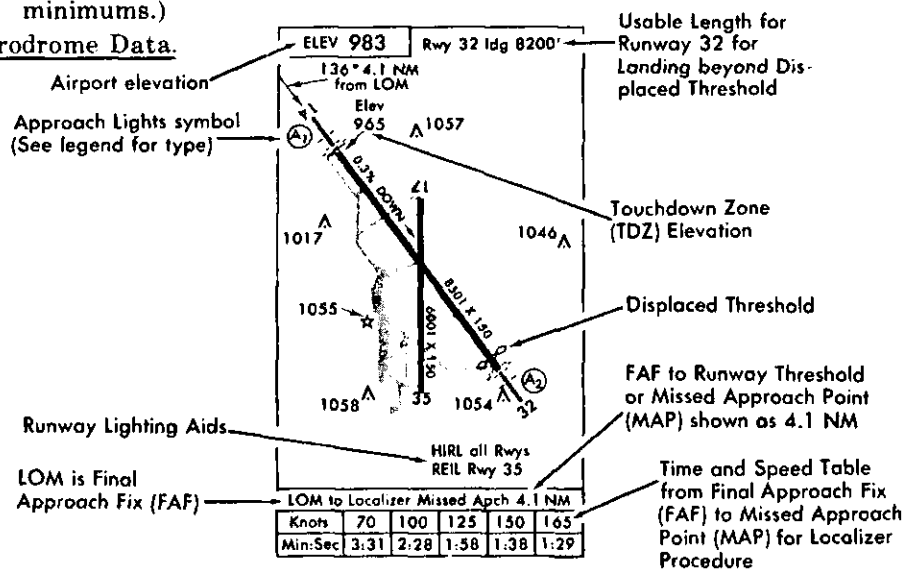 minimums.)
rodrome Data.
ELEV 983
Rwy 32 ldg 8200'
Usable Length for
Runway 32 for
Landing beyond Dis-
placed Threshold
Airport elevation
136° 4.1 NM
from LOM
Elev
965
1057
Approach Lights symbol
(See legend for type)
A1
0.3% DOWN
17
Touchdown Zone
(TDZ) Elevation
1017
1046
8501 X 150
Displaced Threshold
1055
6001 X 150
A2
FAF to Runway Threshold
or Missed Approach Point
(MAP) shown as 4.1 NM
1058
35
1054
32
Runway Lighting Aids
HIRL all Rwys
REIL Rwy 35
LOM is Final
Approach Fix (FAF)
LOM to Localizer Missed Apch 4.1 NM
Knots 70 100 125 150 165
Min:Sec 3:31 2:28 1:58 1:38 1:29
Time and Speed Table
from Final Approach Fix
(FAF) to Missed Approach
Point (MAP) for Localizer
Procedure